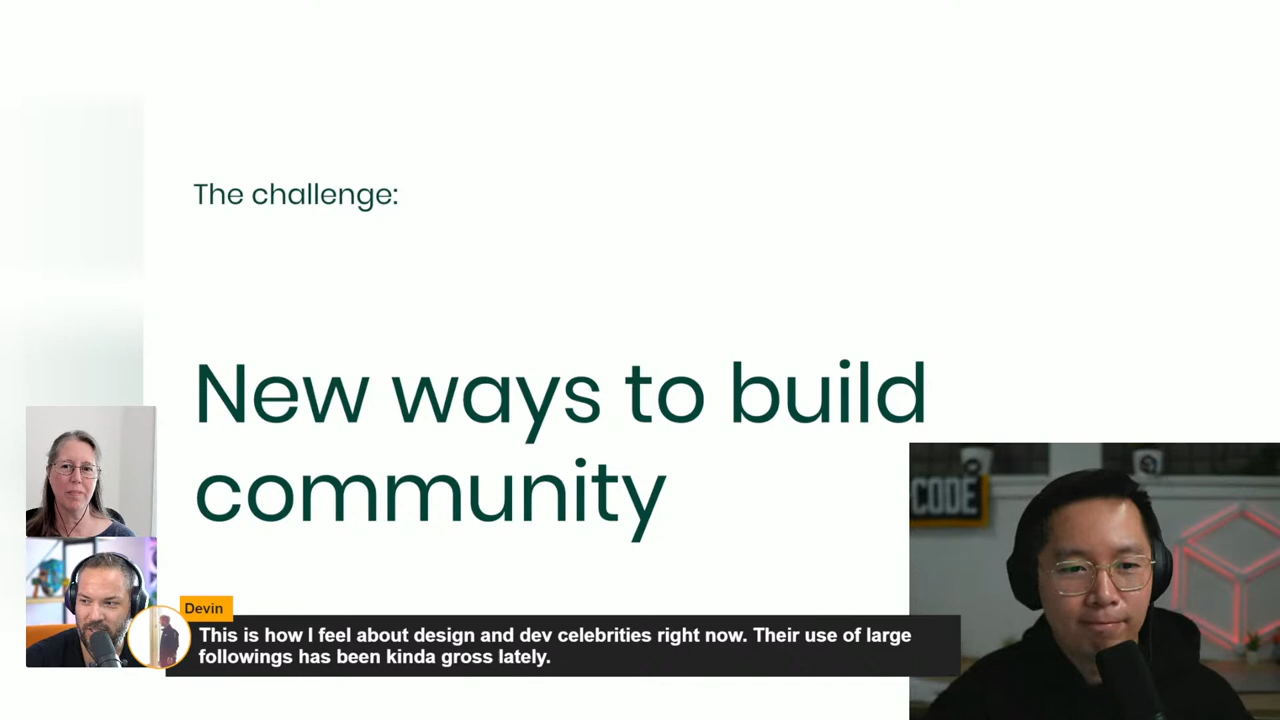 The challenge:
New ways to build
community
CODE
Devin
This is how I feel about design and dev celebrities right now. Their use of large
followings has been kinda gross lately.